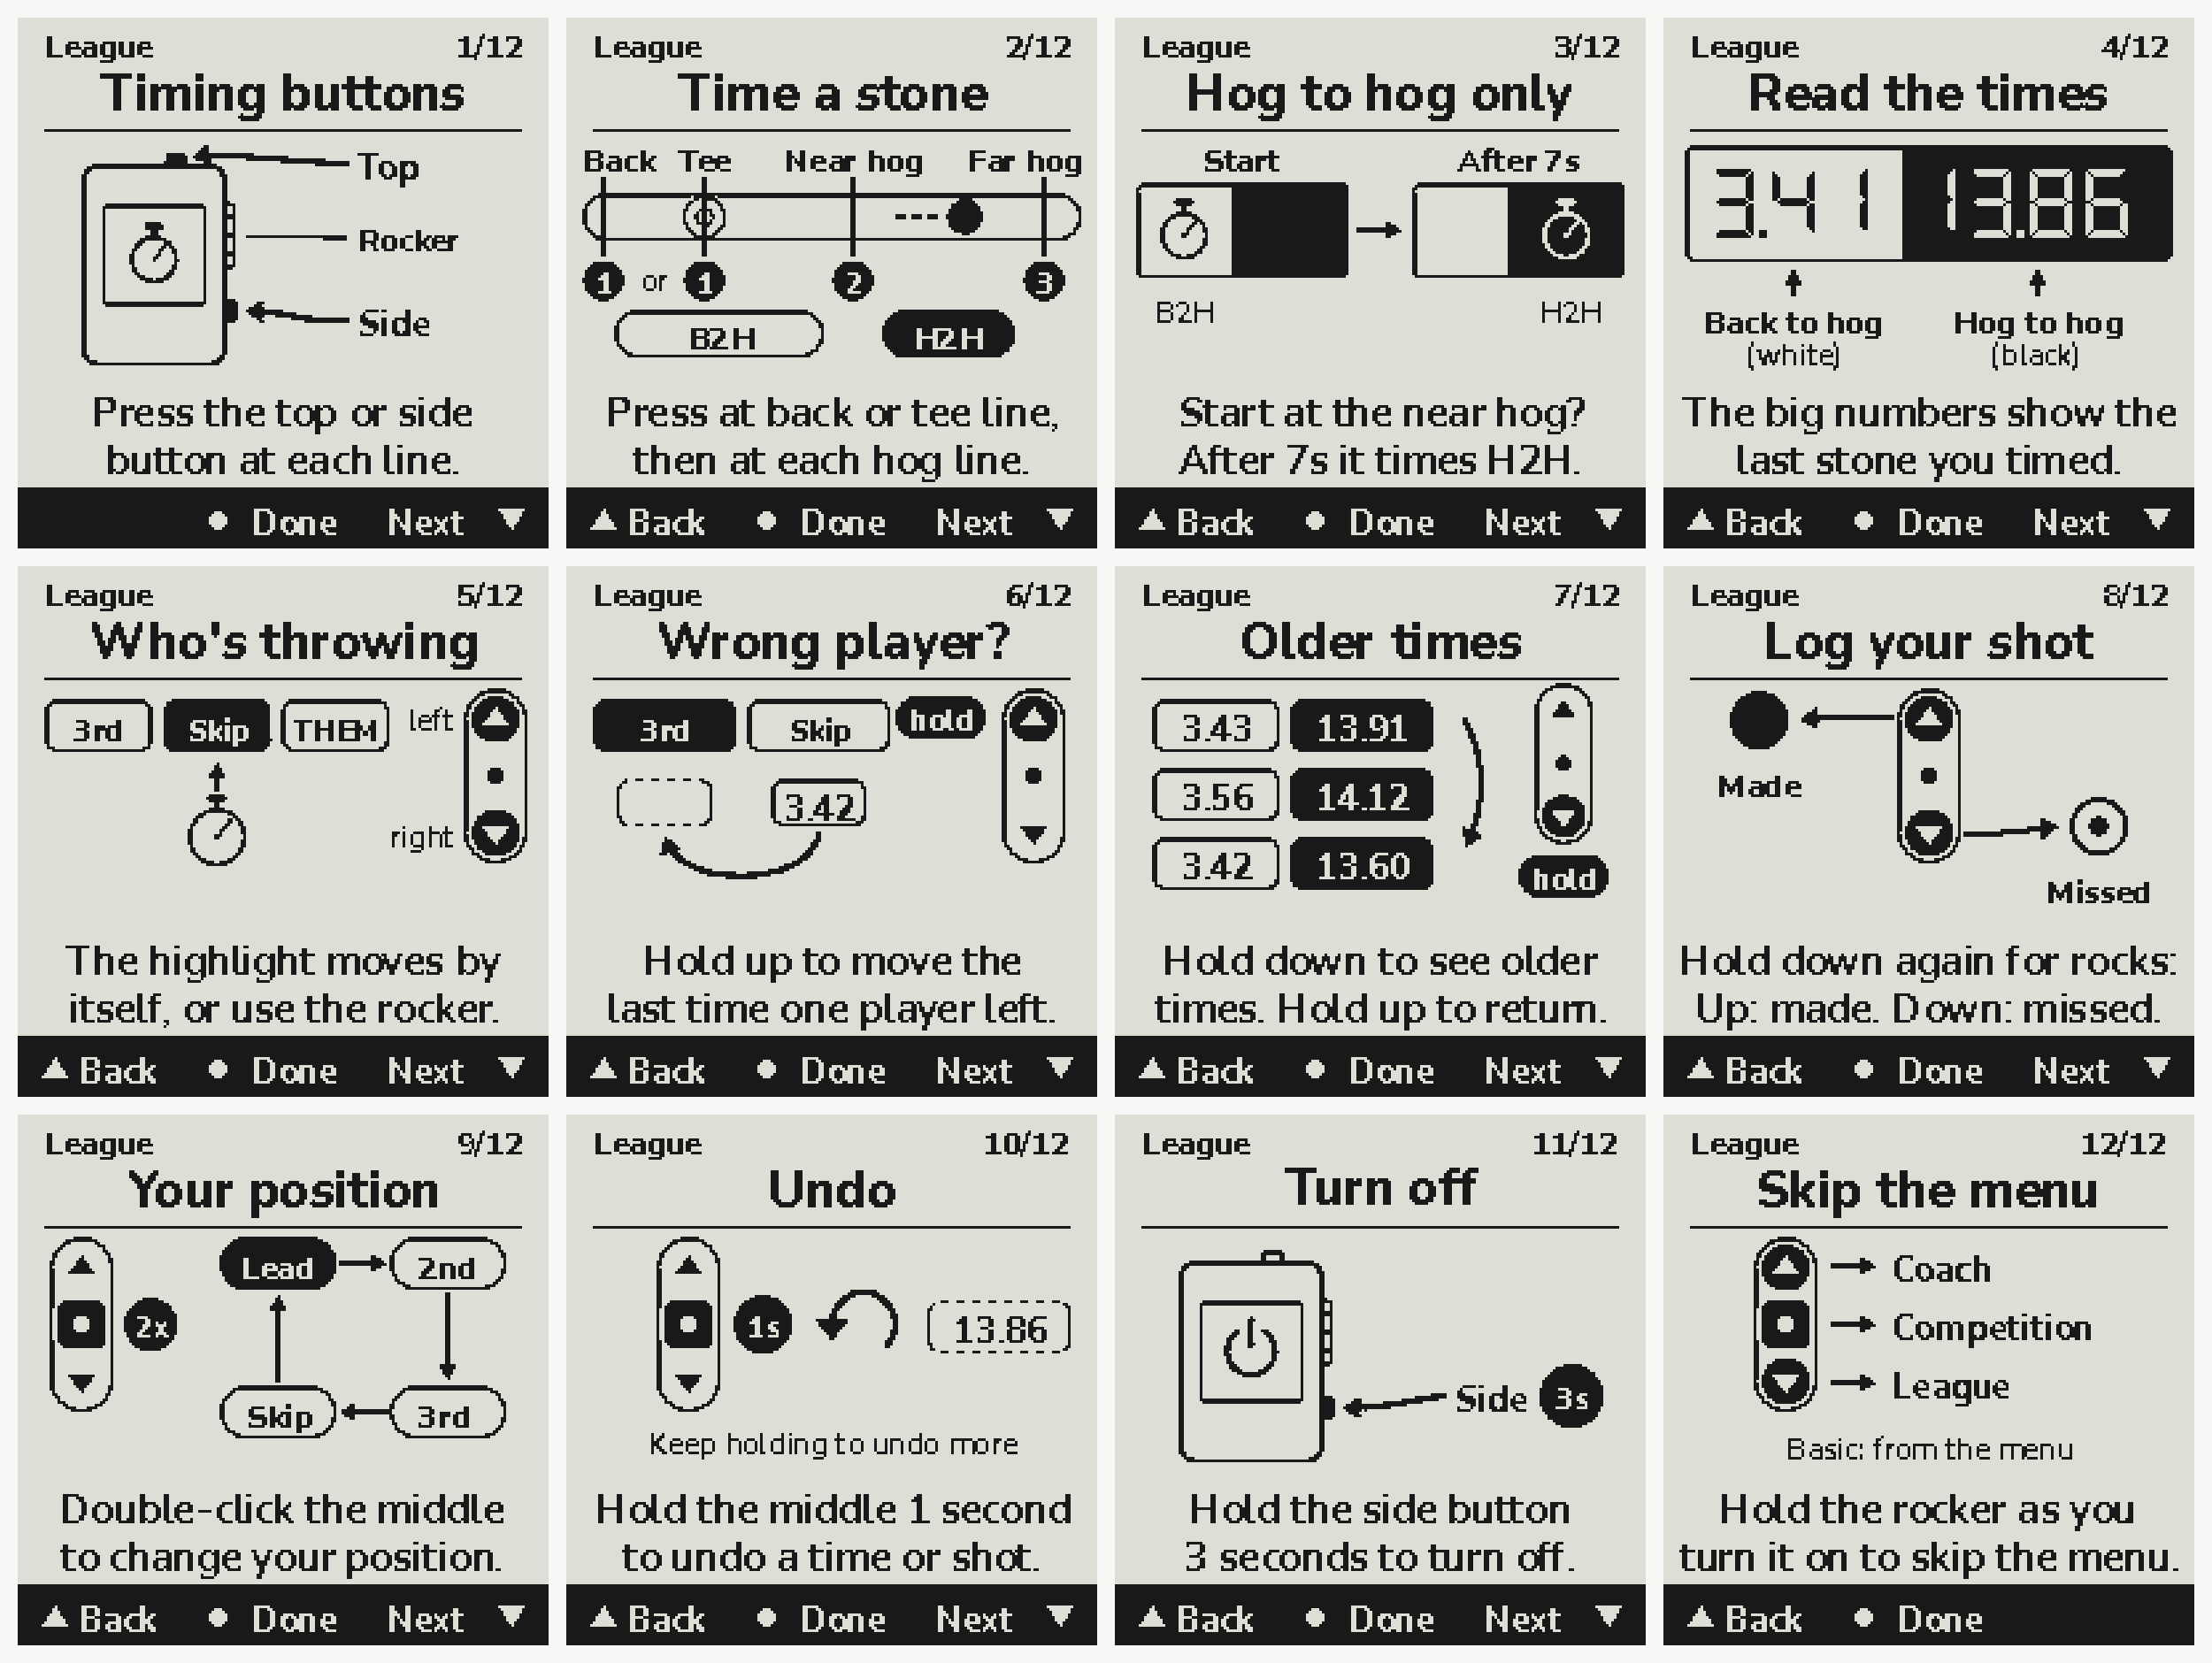 League 1/12
Timing buttons
Top
Rocker
Side
Press the top or side
button at each line.
Done Next
League 2/12
Time a stone
Back Tee Near hog Far hog
1 or 1 2 3
B2H H2H
Press at back or tee line,
then at each hog line.
Back Done Next
League 3/12
Hog to hog only
Start After 7s
B2H H2H
Start at the near hog?
After 7s it times H2H.
Back Done Next
League 4/12
Read the times
3.41 13.86
Back to hog Hog to hog
(white) (black)
The big numbers show the
last stone you timed.
Back Done Next
League 5/12
Who's throwing
3rd Skip THEM left
right
The highlight moves by
itself, or use the rocker.
Back Done Next
League 6/12
Wrong player?
3rd Skip hold
3.42
Hold up to move the
last time one player left.
Back Done Next
League 7/12
Older times
3.43 13.91
3.56 14.12
3.42 13.60
hold
Hold down to see older
times. Hold up to return.
Back Done Next
League 8/12
Log your shot
Made
Missed
Hold down again for rocks:
Up: made. Down: missed.
Back Done Next
League 9/12
Your position
Lead 2nd
2x
Skip 3rd
Double-click the middle
to change your position.
Back Done Next
League 10/12
Undo
1s 13.86
Keep holding to undo more
Hold the middle 1 second
to undo a time or shot.
Back Done Next
League 11/12
Turn off
Side 3s
Hold the side button
3 seconds to turn off.
Back Done Next
League 12/12
Skip the menu
Coach
Competition
League
Basic: from the menu
Hold the rocker as you
turn it on to skip the menu.
Back Done